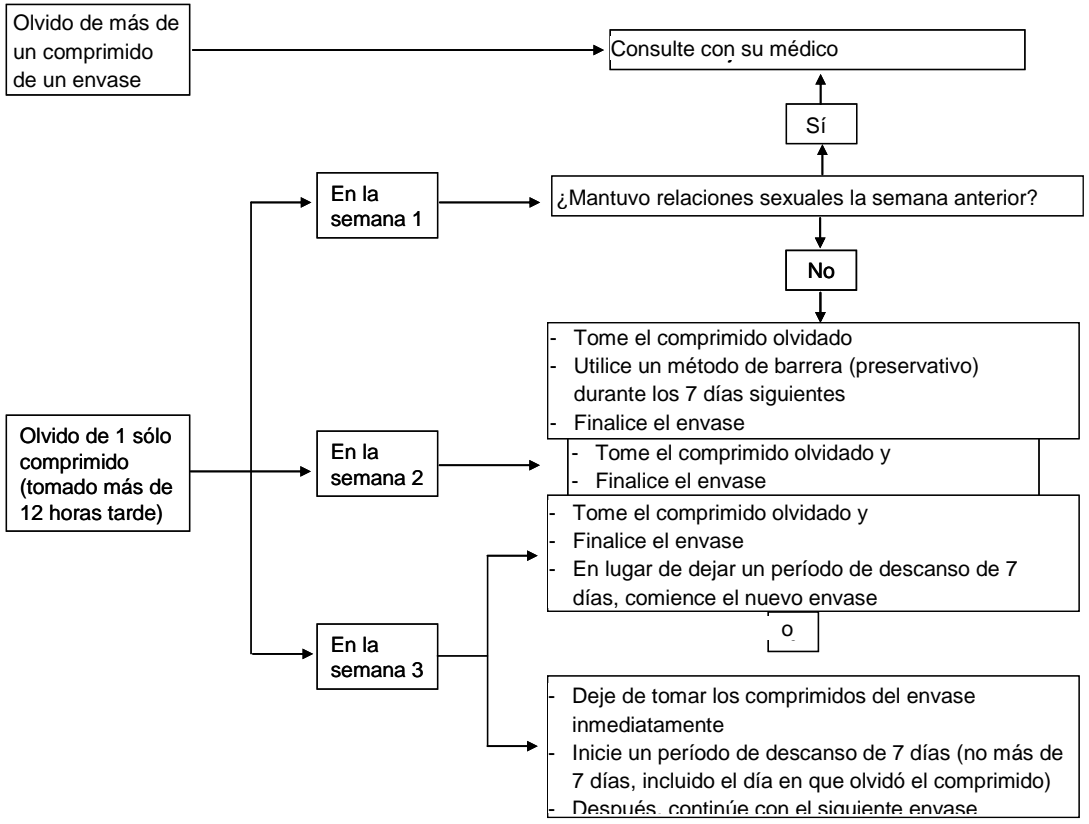 Olvido de más de
un comprimido
de un envase
Consulte con su médico
Sí
En la
semana 1
¿Mantuvo relaciones sexuales la semana anterior?
No
- Tome el comprimido olvidado
- Utilice un método de barrera (preservativo)
durante los 7 días siguientes
- Finalice el envase
Olvido de 1 sólo
comprimido
(tomado más de
12 horas tarde)
En la
semana 2
- Tome el comprimido olvidado y
- Finalice el envase
- Tome el comprimido olvidado y
- Finalice el envase
- En lugar de dejar un período de descanso de 7
días, comience el nuevo envase
o
En la
semana 3
- Deje de tomar los comprimidos del envase
inmediatamente
- Inicie un período de descanso de 7 días (no más de
7 días, incluido el día en que olvidó el comprimido)
- Después, continúe con el siguiente envase